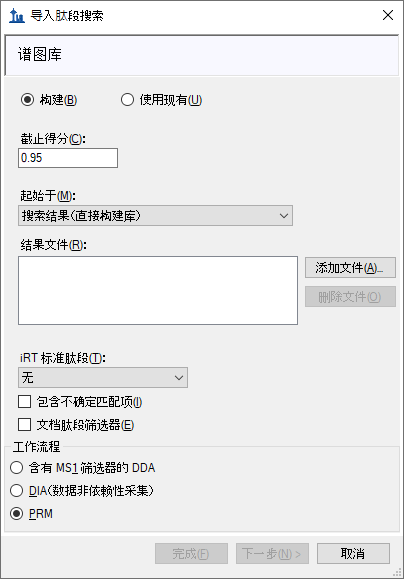 导入肽段搜索
谱图库
构建(B)
使用现有(U)
截止得分(C):
0.95
起始于(M):
搜索结果(直接构建库)
结果文件(R):
添加文件(A)...
删除文件(O)
iRT 标准肽段(T):
无
包含不确定匹配项(I)
文档肽段筛选器(E)
工作流程
含有 MS1 筛选器的 DDA
DIA(数据非依赖性采集)
PRM
完成(F)
下一步(N) >
取消